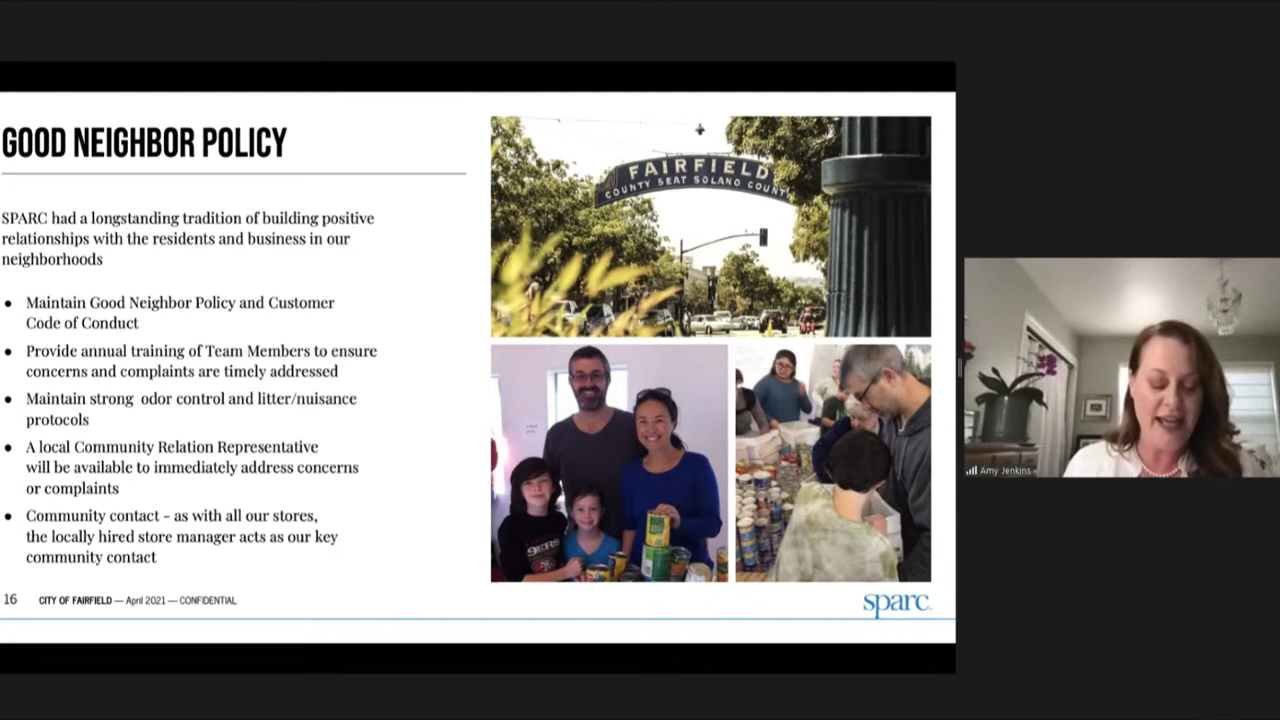 GOOD NEIGHBOR POLICY
SPARC had a longstanding tradition of building positive
relationships with the residents and business in our
neighborhoods
● Maintain Good Neighbor Policy and Customer
Code of Conduct
● Provide annual training of Team Members to ensure
concerns and complaints are timely addressed
● Maintain strong odor control and litter/nuisance
protocols
● A local Community Relation Representative
will be available to immediately address concerns
or complaints
● Community contact - as with all our stores,
the locally hired store manager acts as our key
community contact
16 CITY OF FAIRFIELD — April 2021 — CONFIDENTIAL
FAIRFIELD
COUNTY SEAT SOLANO COUNTY
49ERS
sparc
Amy Jenkins